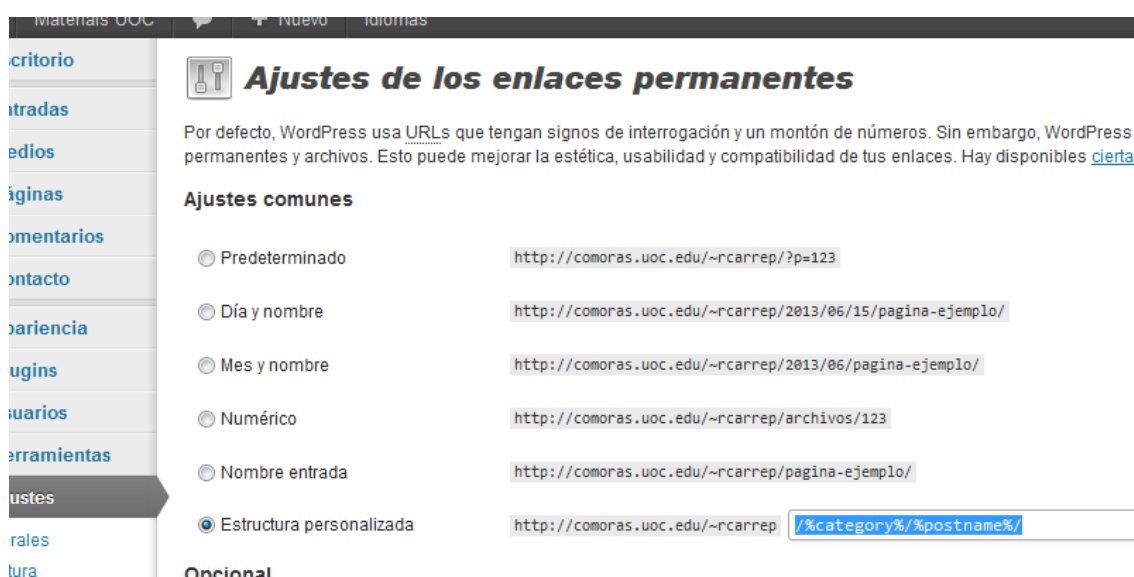 Materials UOC + Nuevo Idiomas
critorio
Ajustes de los enlaces permanentes
tradas
Por defecto, WordPress usa URLs que tengan signos de interrogación y un montón de números. Sin embargo, WordPress
edios
permanentes y archivos. Esto puede mejorar la estética, usabilidad y compatibilidad de tus enlaces. Hay disponibles cierta
áginas
Ajustes comunes
omentarios
Predeterminado http://comoras.uoc.edu/~rcarrep/?p=123
ontacto
Día y nombre http://comoras.uoc.edu/~rcarrep/2013/06/15/pagina-ejemplo/
pariencia
Mes y nombre http://comoras.uoc.edu/~rcarrep/2013/06/pagina-ejemplo/
ugins
suarios
Numérico http://comoras.uoc.edu/~rcarrep/archivos/123
erramientas
Nombre entrada http://comoras.uoc.edu/~rcarrep/pagina-ejemplo/
ustes
Estructura personalizada http://comoras.uoc.edu/~rcarrep /%category%/%postname%/
rales
tura
Opcional